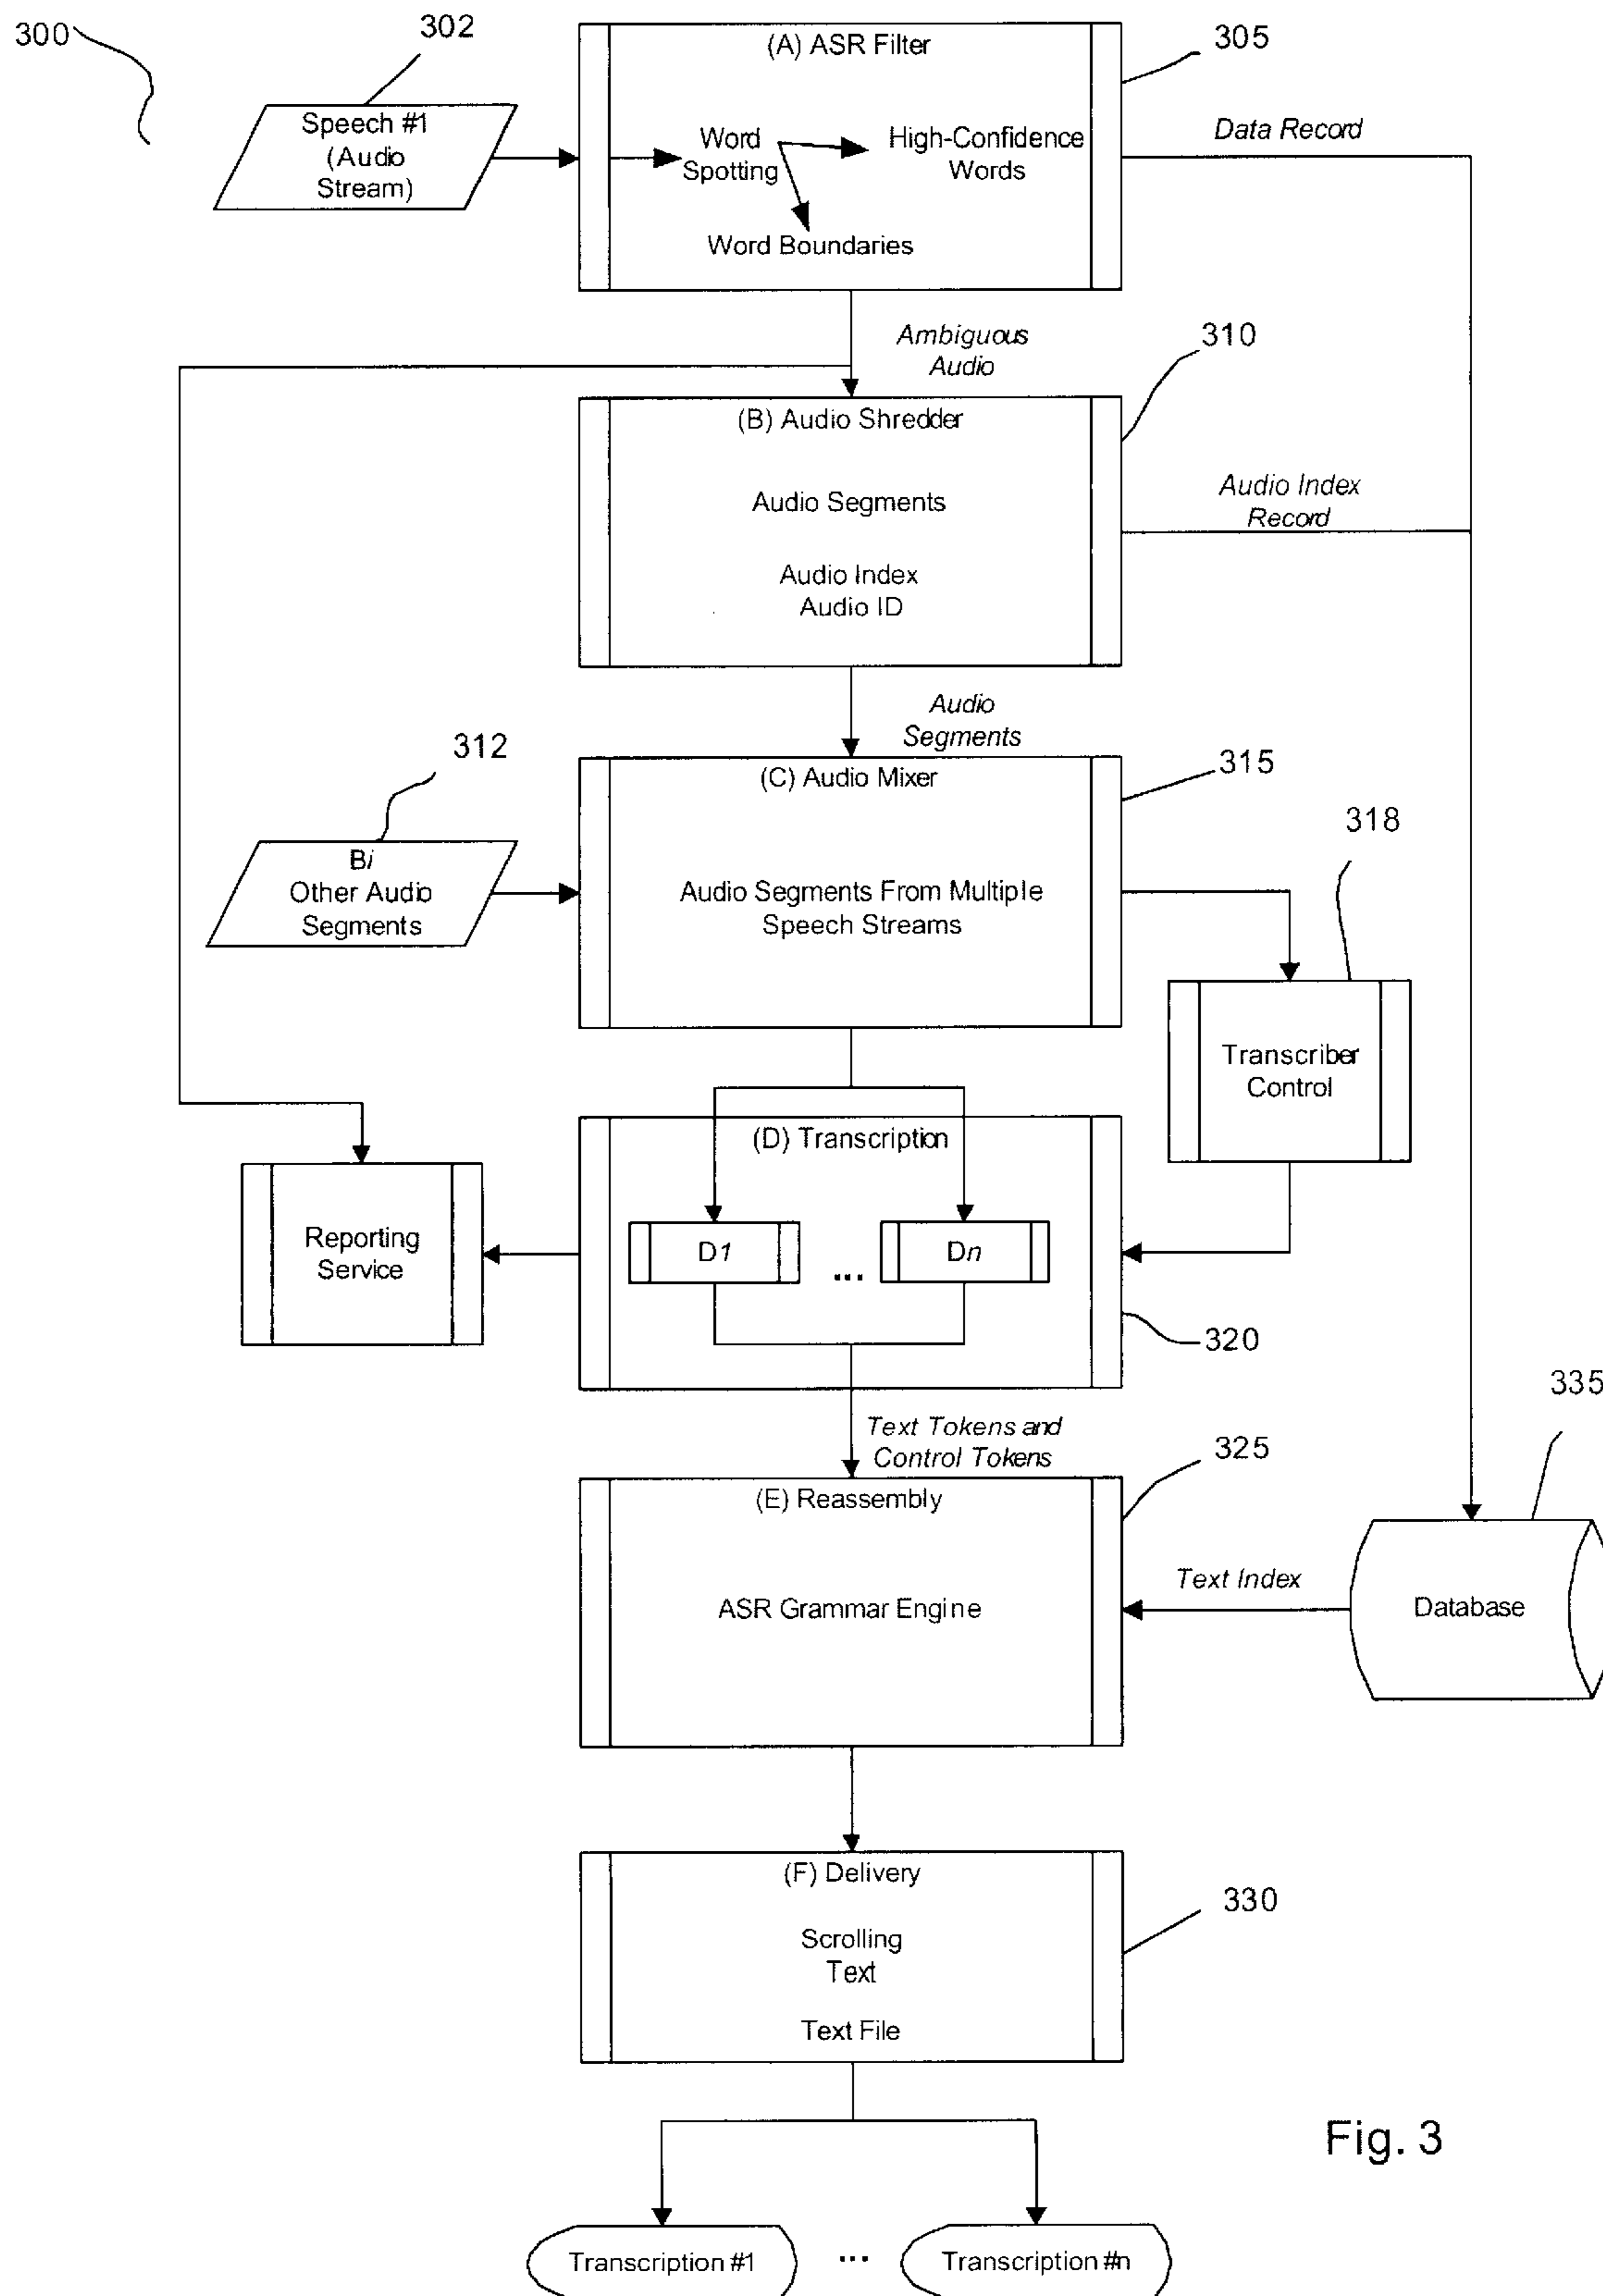 300
302
Speech #1
(Audio
Stream)
(A) ASR Filter
305
Word
Spotting
High-Confidence
Words
Word Boundaries
Data Record
Ambiguous
Audio
310
(B) Audio Shredder
Audio Segments
Audio Index
Audio ID
Audio Index
Record
Audio
Segments
312
Bi
Other Audio
Segments
(C) Audio Mixer
315
Audio Segments From Multiple
Speech Streams
318
Transcriber
Control
(D) Transcription
D1
...
Dn
Reporting
Service
320
Text Tokens and
Control Tokens
325
335
(E) Reassembly
ASR Grammar Engine
Text Index
Database
(F) Delivery
330
Scrolling
Text
Text File
Transcription #1
...
Transcription #n
Fig. 3